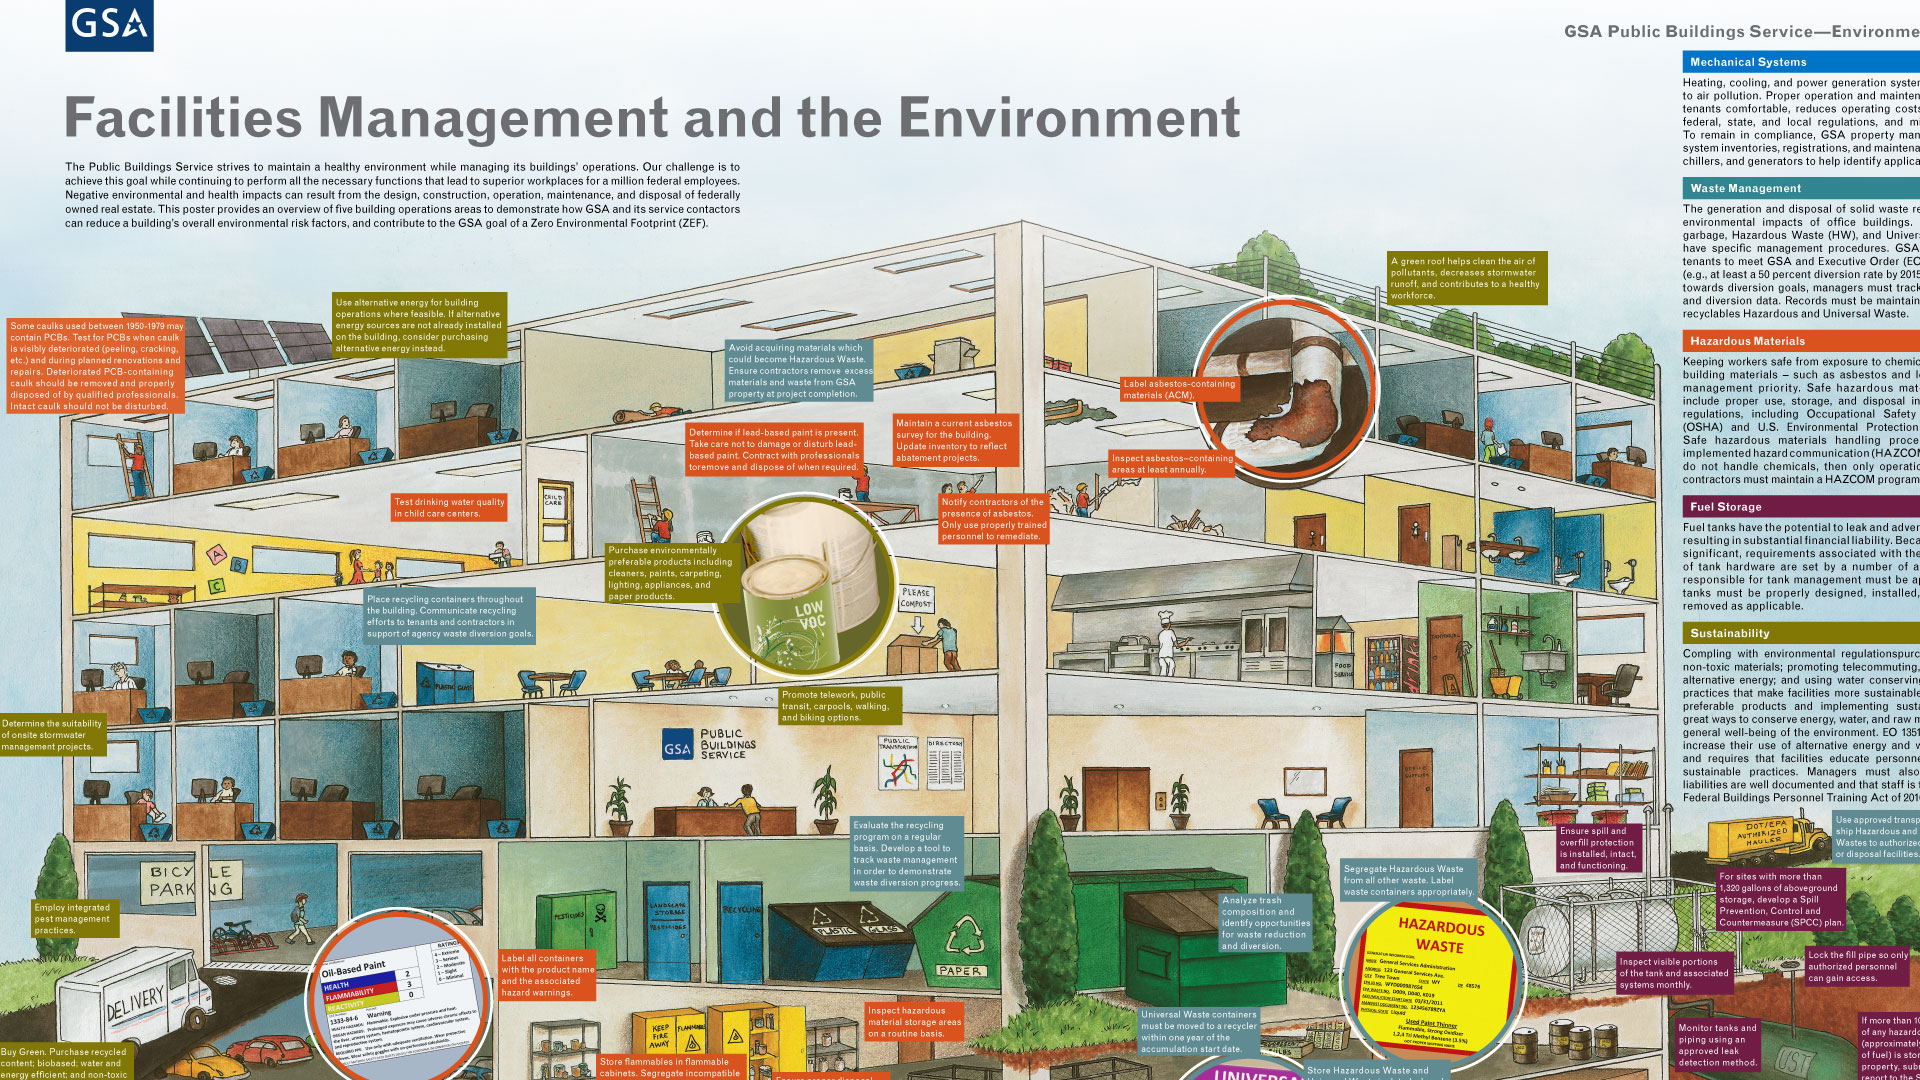 GSA
GSA Public Buildings Service—Environme
Facilities Management and the Environment
The Public Buildings Service strives to maintain a healthy environment while managing its buildings' operations. Our challenge is to
achieve this goal while continuing to perform all the necessary functions that lead to superior workplaces for a million federal employees.
Negative environmental and health impacts can result from the design, construction, operation, maintenance, and disposal of federally
owned real estate. This poster provides an overview of five building operations areas to demonstrate how GSA and its service contactors
can reduce a building's overall environmental risk factors, and contribute to the GSA goal of a Zero Environmental Footprint (ZEF).
Mechanical Systems
Heating, cooling, and power generation system
to air pollution. Proper operation and mainten
tenants comfortable, reduces operating costs
federal, state, and local regulations, and mi
To remain in compliance, GSA property man
system inventories, registrations, and maintena
chillers, and generators to help identify applica
Waste Management
The generation and disposal of solid waste re
environmental impacts of office buildings.
garbage, Hazardous Waste (HW), and Univers
have specific management procedures. GSA
tenants to meet GSA and Executive Order (EO
(e.g., at least a 50 percent diversion rate by 2015
towards diversion goals, managers must track
and diversion data. Records must be maintain
recyclables Hazardous and Universal Waste.
Hazardous Materials
Keeping workers safe from exposure to chemic
building materials – such as asbestos and l
management priority. Safe hazardous mat
include proper use, storage, and disposal in
regulations, including Occupational Safety
(OSHA) and U.S. Environmental Protection
Safe hazardous materials handling proce
implemented hazard communication (HAZCOM
do not handle chemicals, then only operatio
contractors must maintain a HAZCOM program
Fuel Storage
Fuel tanks have the potential to leak and adver
resulting in substantial financial liability. Beca
significant, requirements associated with the
of tank hardware are set by a number of a
responsible for tank management must be ap
tanks must be properly designed, installed,
removed as applicable.
Sustainability
Compling with environmental regulationspurc
non-toxic materials; promoting telecommuting,
alternative energy; and using water conserving
practices that make facilities more sustainable
preferable products and implementing susta
great ways to conserve energy, water, and raw m
general well-being of the environment. EO 1351
increase their use of alternative energy and w
and requires that facilities educate personne
sustainable practices. Managers must also
liabilities are well documented and that staff is t
Federal Buildings Personnel Training Act of 201
A green roof helps clean the air of
pollutants, decreases stormwater
runoff, and contributes to a healthy
workforce.
Use alternative energy for building
operations where feasible. If alternative
energy sources are not already installed
on the building, consider purchasing
alternative energy instead.
Some caulks used between 1950-1979 may
contain PCBs. Test for PCBs when caulk
is visibly deteriorated (peeling, cracking,
etc.) and during planned renovations and
repairs. Deteriorated PCB-containing
caulk should be removed and properly
disposed of by qualified professionals.
Intact caulk should not be disturbed.
Avoid acquiring materials which
could become Hazardous Waste.
Ensure contractors remove excess
materials and waste from GSA
property at project completion.
Label asbestos-containing
materials (ACM).
Determine if lead-based paint is present.
Take care not to damage or disturb lead-
based paint. Contract with professionals
toremove and dispose of when required.
Maintain a current asbestos
survey for the building.
Update inventory to reflect
abatement projects.
Inspect asbestos–containing
areas at least annually.
Test drinking water quality
in child care centers.
CHILD
CARE
Notify contractors of the
presence of asbestos.
Only use properly trained
personnel to remediate.
A
B
C
Purchase environmentally
preferable products including
cleaners, paints, carpeting,
lighting, appliances, and
paper products.
LOW
VOC
PLEASE
COMPOST
Place recycling containers throughout
the building. Communicate recycling
efforts to tenants and contractors in
support of agency waste diversion goals.
PLASTIC GLASS
FOOD
SERVICE
drinks
Promote telework, public
transit, carpools, walking,
and biking options.
Determine the suitability
of onsite stormwater
management projects.
GSA
PUBLIC
BUILDINGS
SERVICE
PUBLIC
TRANSPORTATION
DIRECTORY
OFFICE
SUPPLIES
Evaluate the recycling
program on a regular
basis. Develop a tool to
track waste management
in order to demonstrate
waste diversion progress.
Ensure spill and
overfill protection
is installed, intact,
and functioning.
DOT/EPA
AUTHORIZED
HAULER
Use approved transp
ship Hazardous and
Wastes to authorized
or disposal facilities.
BICYCLE
PARKING
Segregate Hazardous Waste
from all other waste. Label
waste containers appropriately.
For sites with more than
1,320 gallons of aboveground
storage, develop a Spill
Prevention, Control and
Countermeasure (SPCC) plan.
Employ integrated
pest management
practices.
PESTICIDES
LANDSCAPE
STORAGE
PESTICIDES
RECYCLING
PLASTIC
GLASS
PAPER
Analyze trash
composition and
identify opportunities
for waste reduction
and diversion.
HAZARDOUS
WASTE
General Services Administration
123 General Services Ave.
Tree Town
WY
Used Paint Thinner
Inspect visible portions
of the tank and associated
systems monthly.
Lock the fill pipe so only
authorized personnel
can gain access.
DELIVERY
Oil-Based Paint
RATINGS
4 – Extreme
3 – Serious
2 – Moderate
1 – Slight
0 – Minimal
HEALTH 2
FLAMMABILITY 3
REACTIVITY 0
1333-84-6 Warning
Label all containers
with the product name
and the associated
hazard warnings.
KEEP
FIRE
AWAY
FLAMMABLE
Inspect hazardous
material storage areas
on a routine basis.
Universal Waste containers
must be moved to a recycler
within one year of the
accumulation start date.
Monitor tanks and
piping using an
approved leak
detection method.
UST
If more than 10
of any hazard
(approximately
of fuel) is stor
property, subm
report to the S
Buy Green. Purchase recycled
content; biobased; water and
energy efficient; and non-toxic
Store flammables in flammable
cabinets. Segregate incompatible
UNIVERSA
Store Hazardous Waste and